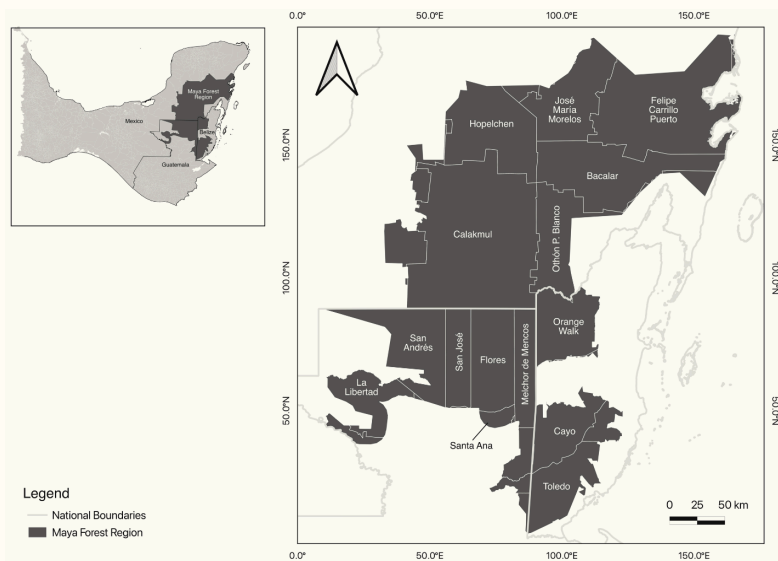 0.0°
50.0°E
100.0°E
150.0°E
Maya Forest
Region
Mexico
Belize
Guatemala
150.0°N
100.0°N
50.0°N
150.0°N
100.0°N
50.0°N
José
Maria
Morelos
Felipe
Carrillo
Puerto
Hopelchen
Bacalar
Calakmul
Othón P. Blanco
Orange
Walk
San
Andrés
San José
Flores
Melchor de Mencos
La
Libertad
Santa Ana
Cayo
Toledo
Legend
National Boundaries
Maya Forest Region
0 25 50 km
0.0°
50.0°E
100.0°E
150.0°E